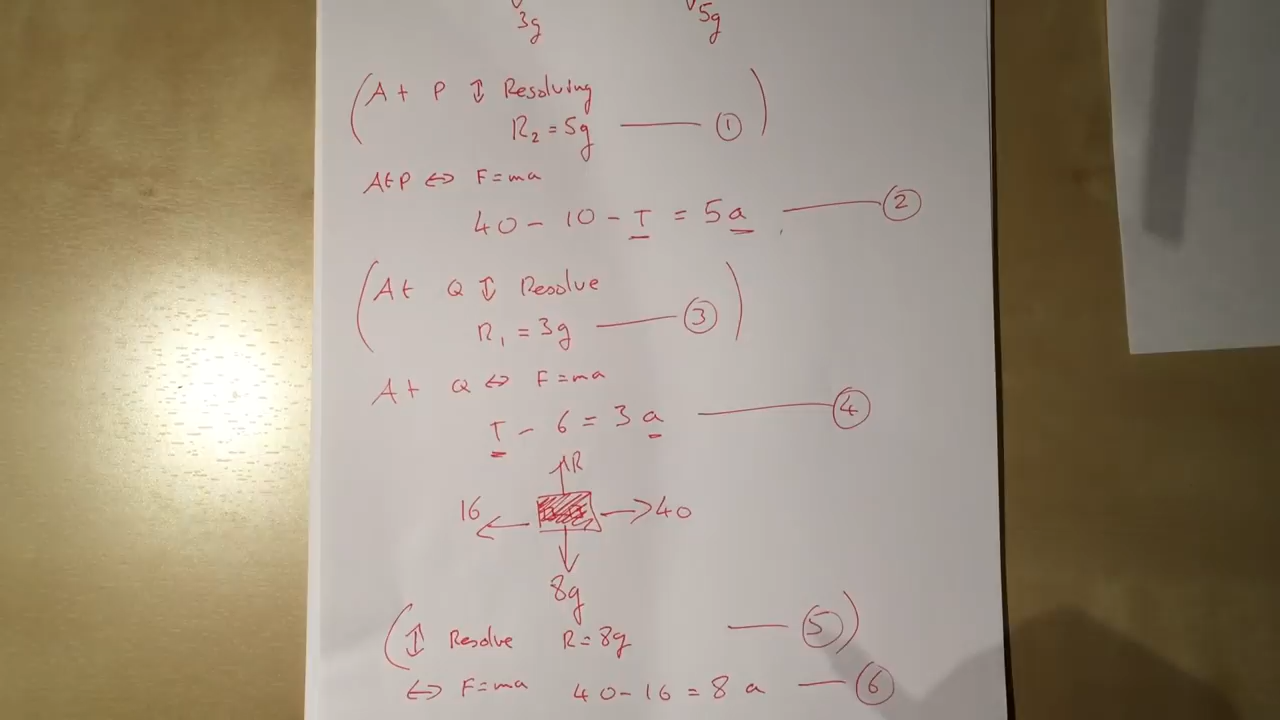 3g 5g
(At P ↕ Resolving
R₂ = 5g — ①)
At P ↔ F=ma
40 - 10 - T = 5a — ②
(At Q ↕ Resolve
R₁ = 3g — ③)
At Q ↔ F=ma
T - 6 = 3a — ④
R
16 40
8g
(↕ Resolve R = 8g — ⑤)
↔ F=ma 40-16 = 8a — ⑥